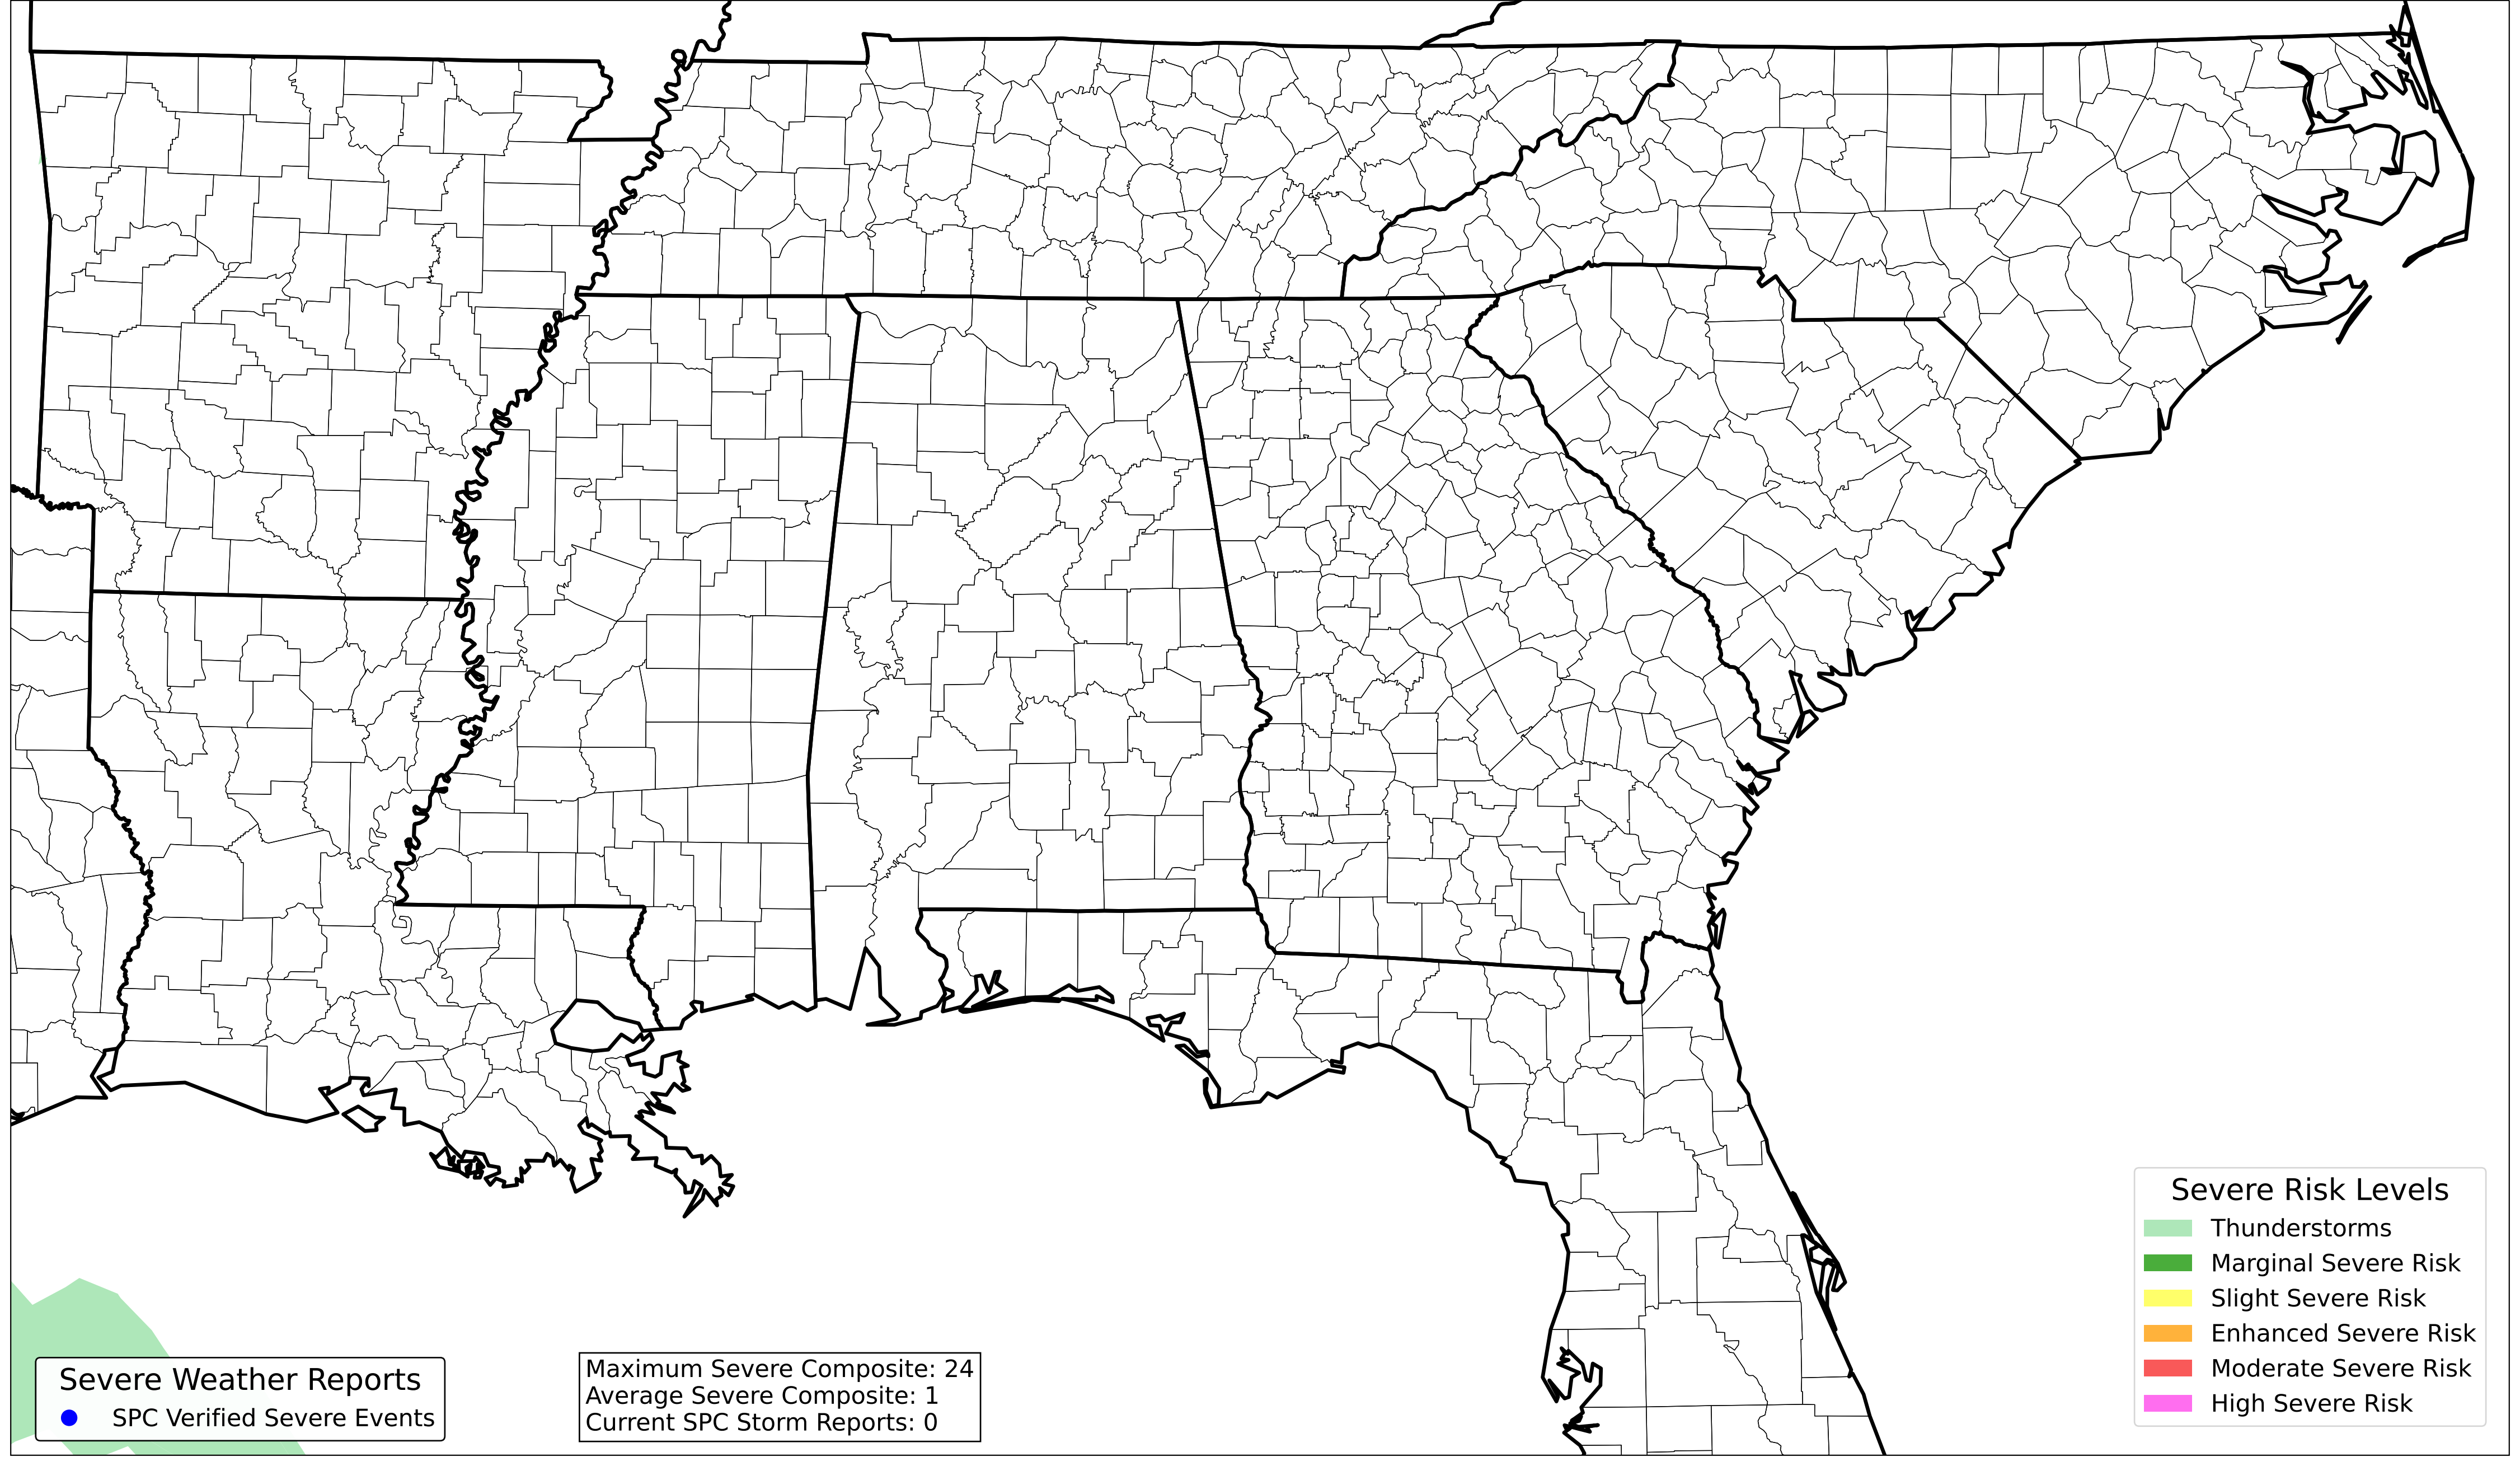 Severe Risk Levels
Thunderstorms
Marginal Severe Risk
Slight Severe Risk
Enhanced Severe Risk
Moderate Severe Risk
High Severe Risk
Severe Weather Reports
SPC Verified Severe Events
Maximum Severe Composite: 24
Average Severe Composite: 1
Current SPC Storm Reports: 0